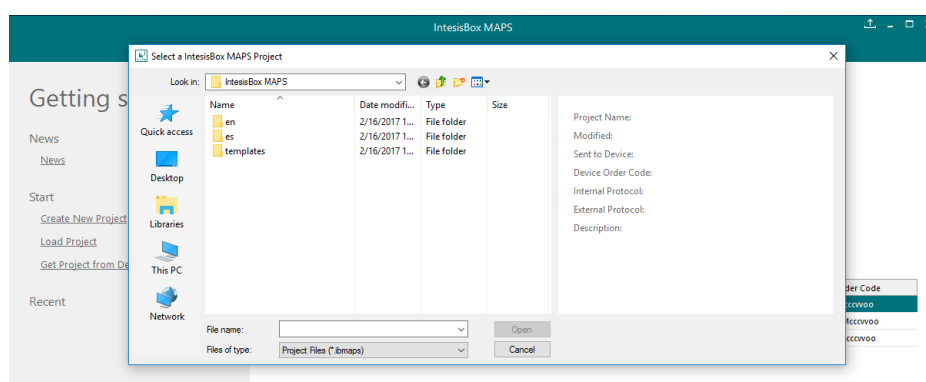 IntesisBox MAPS
Select a IntesisBox MAPS Project
Look in: IntesisBox MAPS
Getting s
News
News
Start
Create New Project
Load Project
Get Project from De
Recent
Quick access
Desktop
Libraries
This PC
Network
Name Date modifi... Type Size
en 2/16/2017 1... File folder
es 2/16/2017 1... File folder
templates 2/16/2017 1... File folder
Project Name:
Modified:
Sent to Device:
Device Order Code:
Internal Protocol:
External Protocol:
Description:
File name: Open
Files of type: Project Files (*.ibmaps) Cancel
der Code